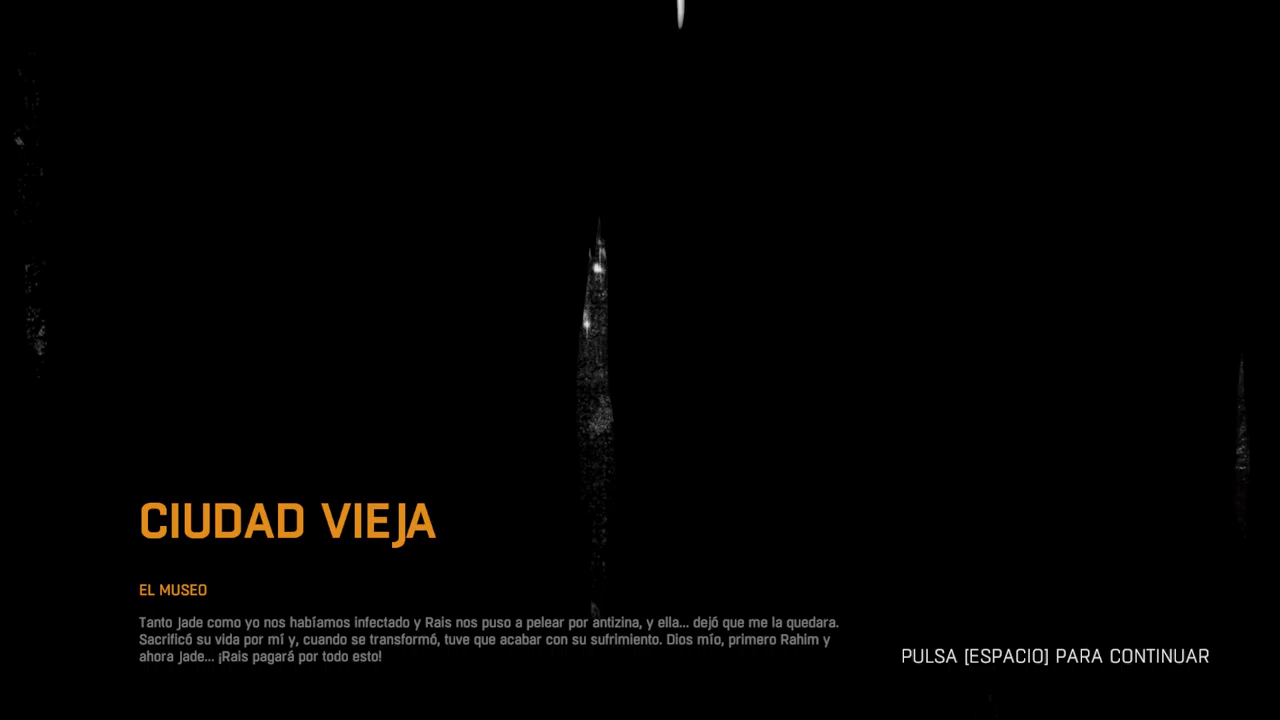 CIUDAD VIEJA
EL MUSEO
Tanto Jade como yo nos habíamos infectado y Rais nos puso a pelear por antizina, y ella... dejó que me la quedara.
Sacrificó su vida por mí y, cuando se transformó, tuve que acabar con su sufrimiento. Dios mío, primero Rahim y
ahora Jade... ¡Rais pagará por todo esto!
PULSA [ESPACIO] PARA CONTINUAR